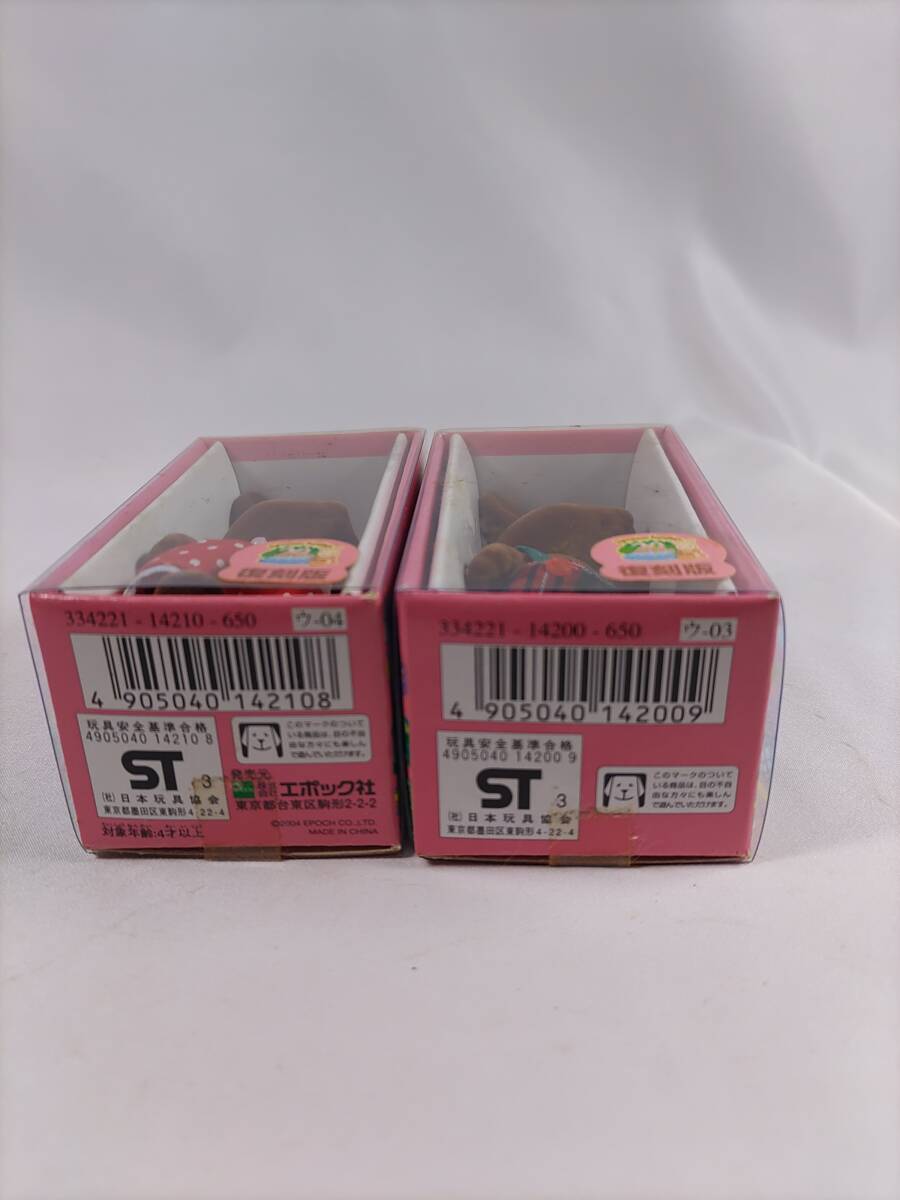 復刻版
334221 - 14210 - 650 ウ-04
4 905040 142108
玩具安全基準合格
4905040 14210 8
ST 3
(社)日本玩具協会
東京都墨田区東駒形4-22-4
対象年齢:4才以上
このマークのついて
いる商品は、目の不自
由な方々にも楽しん
で遊んでいただけます。
発売元
株式会社 エポック社
東京都台東区駒形2-2-2
©2004 EPOCH CO.,LTD.
MADE IN CHINA
復刻版
334221 - 14200 - 650 ウ-03
4 905040 142009
玩具安全基準合格
4905040 14200 9
ST 3
(社)日本玩具協会
東京都墨田区東駒形4-22-4
このマークのついて
いる商品は、目の不自
由な方々にも楽しん
で遊んでいただけます。